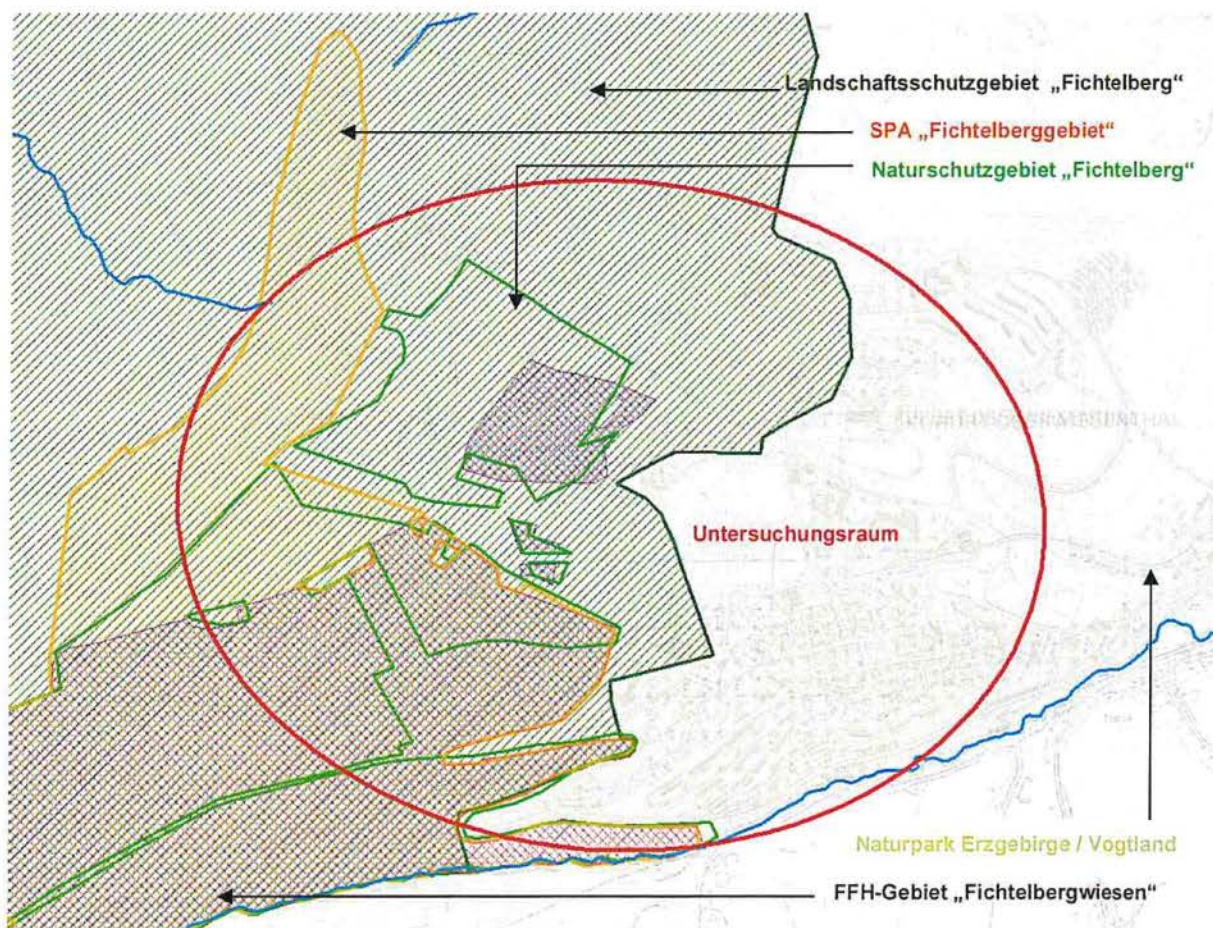 Landschaftsschutzgebiet „Fichtelberg“
SPA „Fichtelberggebiet“
Naturschutzgebiet „Fichtelberg“
Untersuchungsraum
Naturpark Erzgebirge / Vogtland
FFH-Gebiet „Fichtelbergwiesen“